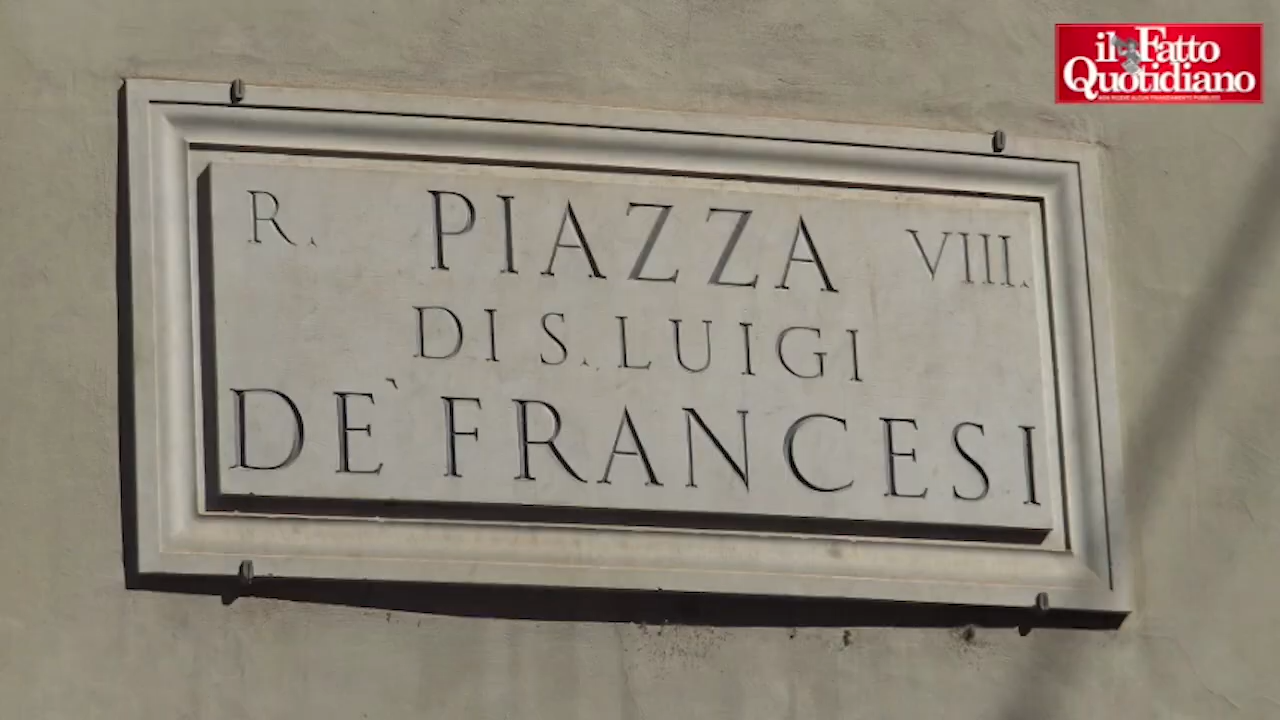 il Fatto
Quotidiano
R. PIAZZA VIII.
DI S. LUIGI
DE` FRANCESI